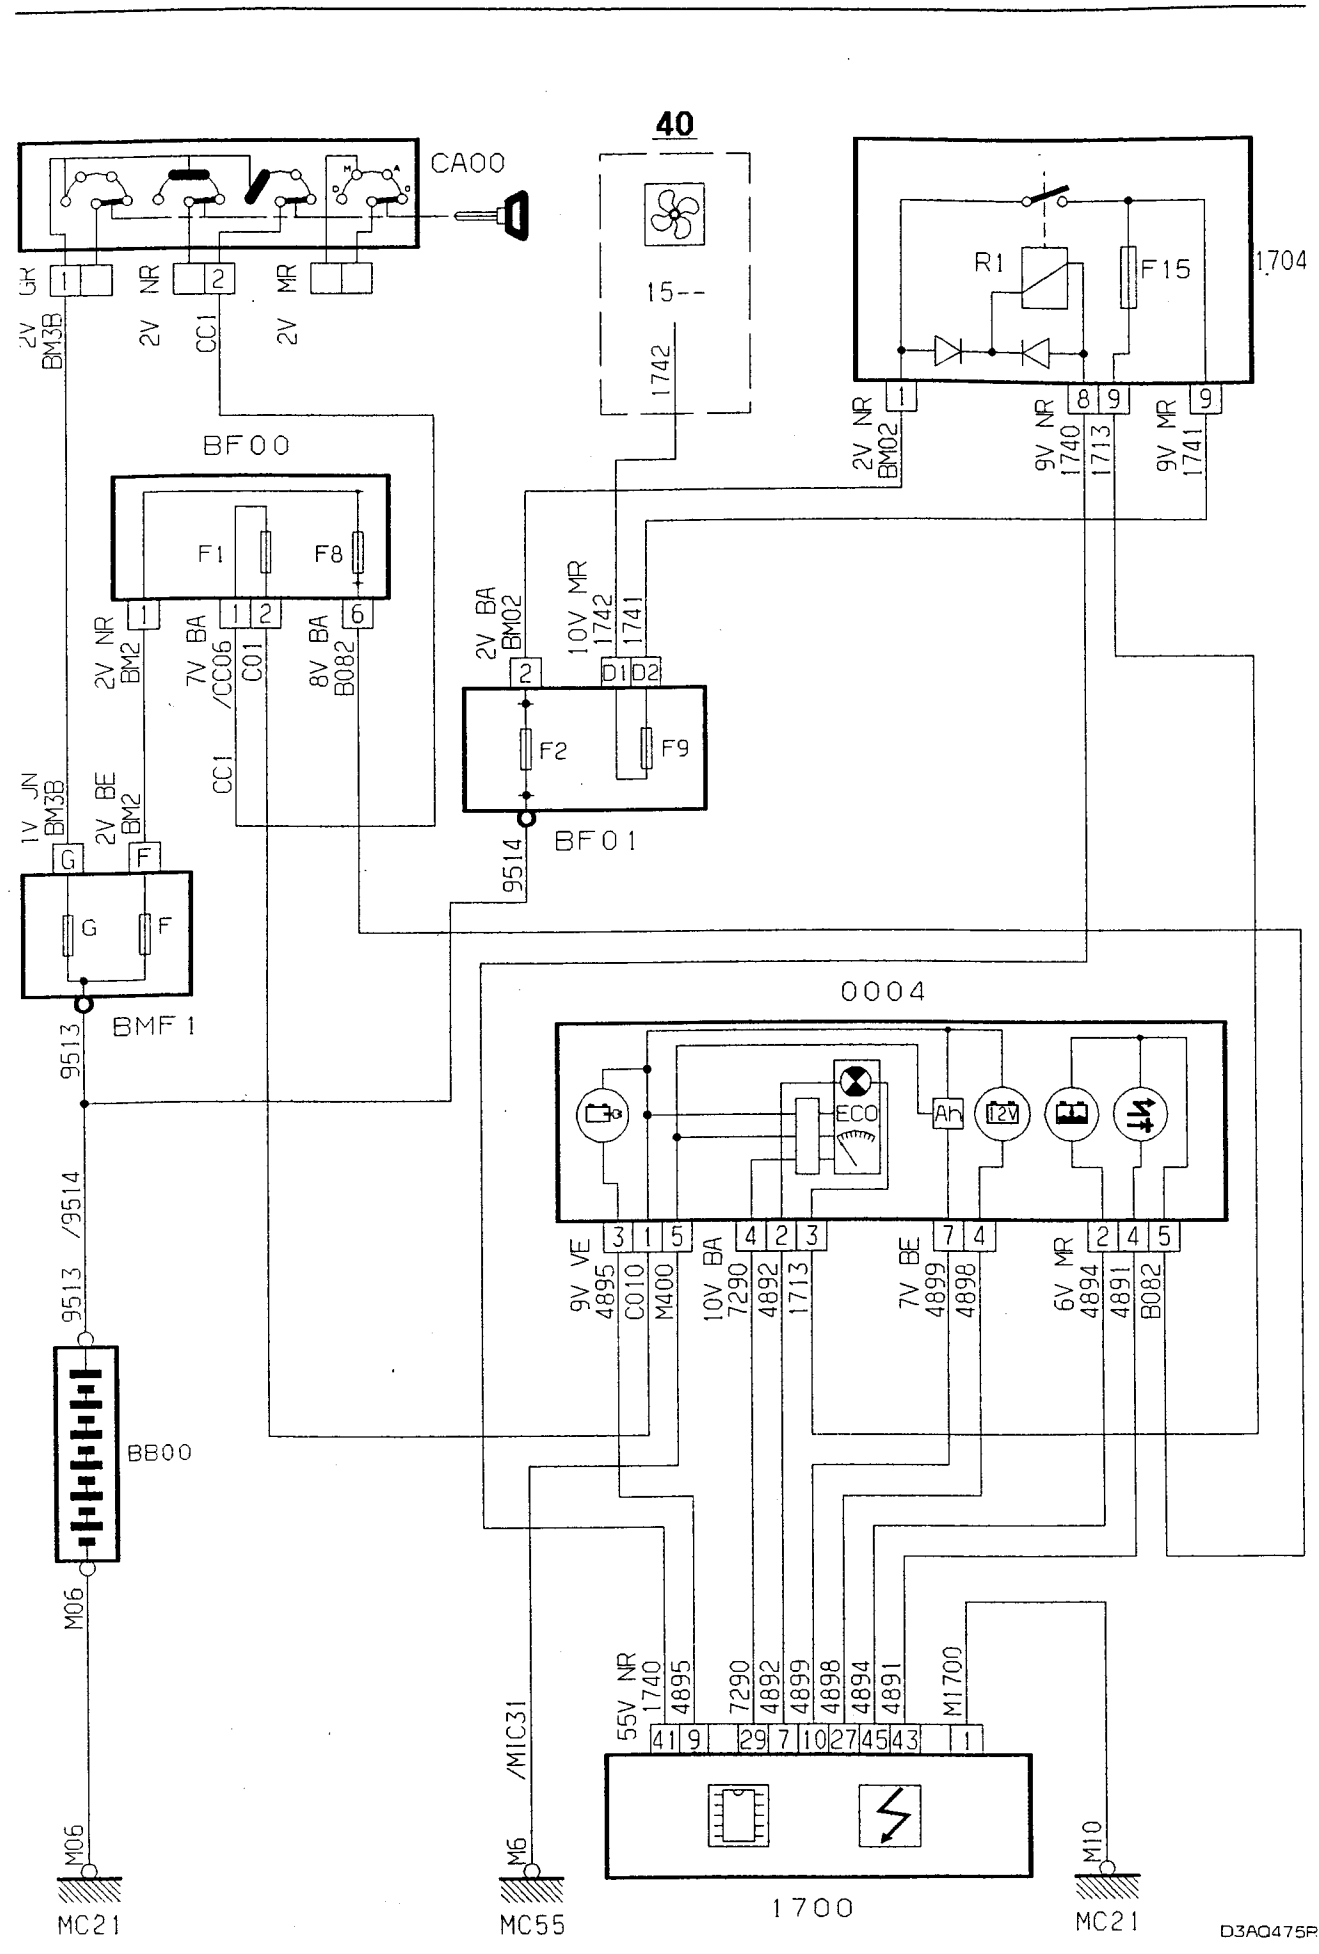 40
CA00
M
A
D
D
1
2
2V GR
BM3B
2V NR
CC1
2V MR
15--
1742
R1
F15
1704
1
8
9
9
2V NR
BM02
9V NR
1740
1713
9V MR
1741
BF00
F1
F8
1
1
2
6
2V NR
BM2
7V BA
/CC06
C01
8V BA
B082
CC1
2V BA
BM02
10V MR
1742
1741
2
D1
D2
F2
F9
BF01
9514
1V JN
BM3B
2V BE
BM2
G
F
G
F
BMF1
9513
0004
ECO
Ah
12V
3
1
5
4
2
3
7
4
2
4
5
9V VE
4895
C010
M400
10V BA
7290
4892
1713
7V BE
4899
4898
6V MR
4894
4891
B082
9513 /9514
BB00
M06
M06
MC21
/MIC31
M6
MC55
55V NR
1740
4895
7290
4892
4899
4898
4894
4891
M1700
41
9
29
7
10
27
45
43
1
1700
M10
MC21
D3AQ475P